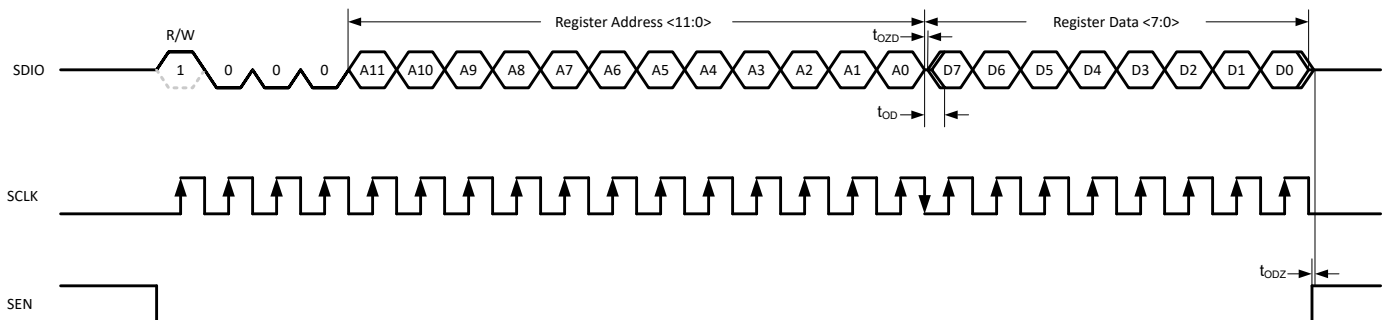 Register Address <11:0> Register Data <7:0>
R/W tOZD
SDIO 1 0 0 0 A11 A10 A9 A8 A7 A6 A5 A4 A3 A2 A1 A0 D7 D6 D5 D4 D3 D2 D1 D0
tOD
SCLK
tODZ
SEN